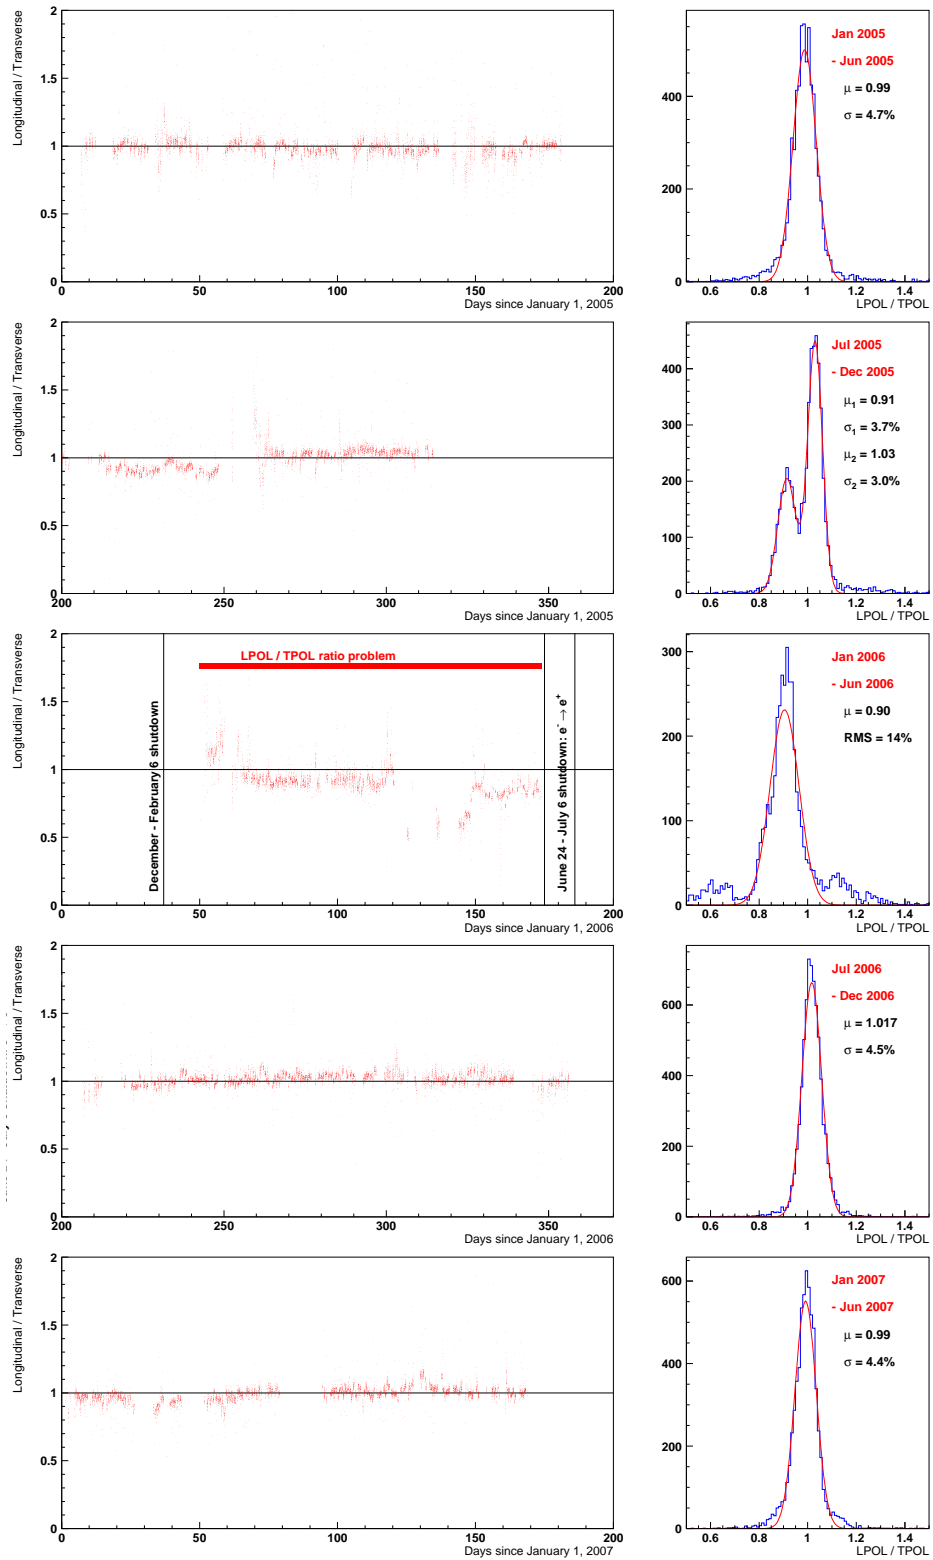 Longitudinal / Transverse
2
1.5
1
0.5
0
0
50
100
150
200
Days since January 1, 2005
400
200
0
0.6
0.8
1
1.2
1.4
LPOL / TPOL
Jan 2005
- Jun 2005
μ = 0.99
σ = 4.7%
Longitudinal / Transverse
2
1.5
1
0.5
0
200
250
300
350
Days since January 1, 2005
400
300
200
100
0
0.6
0.8
1
1.2
1.4
LPOL / TPOL
Jul 2005
- Dec 2005
μ1 = 0.91
σ1 = 3.7%
μ2 = 1.03
σ2 = 3.0%
Longitudinal / Transverse
2
1.5
1
0.5
0
LPOL / TPOL ratio problem
December - February 6 shutdown
June 24 - July 6 shutdown: e- → e+
0
50
100
150
200
Days since January 1, 2006
300
200
100
0
0.6
0.8
1
1.2
1.4
LPOL / TPOL
Jan 2006
- Jun 2006
μ = 0.90
RMS = 14%
Longitudinal / Transverse
2
1.5
1
0.5
0
200
250
300
350
Days since January 1, 2006
600
400
200
0
0.6
0.8
1
1.2
1.4
LPOL / TPOL
Jul 2006
- Dec 2006
μ = 1.017
σ = 4.5%
Longitudinal / Transverse
2
1.5
1
0.5
0
0
50
100
150
200
Days since January 1, 2007
600
400
200
0
0.6
0.8
1
1.2
1.4
LPOL / TPOL
Jan 2007
- Jun 2007
μ = 0.99
σ = 4.4%